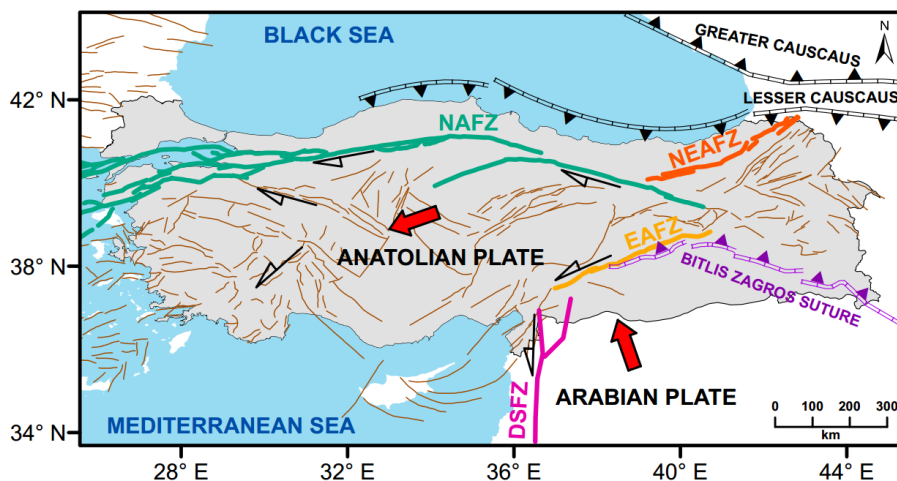 BLACK SEA
GREATER CAUSCAUS
N
42° N
LESSER CAUSCAUS
NAFZ
NEAFZ
EAFZ
ANATOLIAN PLATE
38° N
BITLIS ZAGROS SUTURE
ARABIAN PLATE
MEDITERRANEAN SEA
DSFZ
0 100 200 300
km
34° N
28° E 32° E 36° E 40° E 44° E